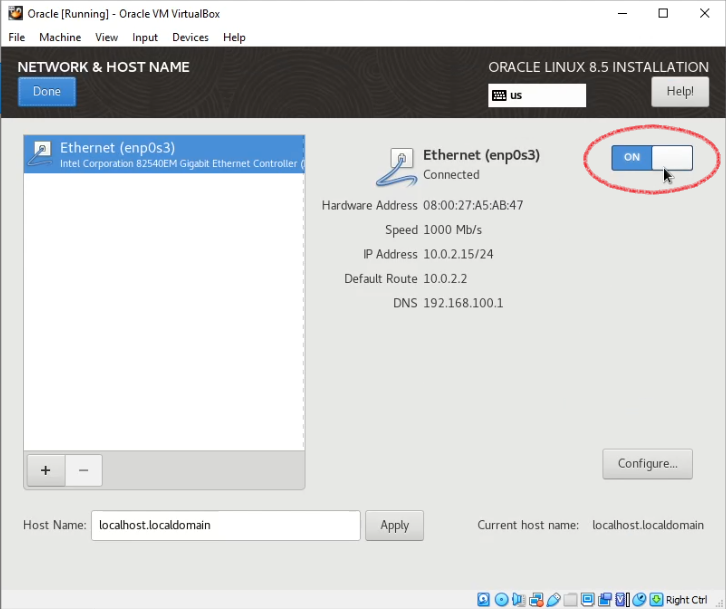 Oracle [Running] - Oracle VM VirtualBox
File Machine View Input Devices Help
NETWORK & HOST NAME
ORACLE LINUX 8.5 INSTALLATION
Done
us
Help!
Ethernet (enp0s3)
Intel Corporation 82540EM Gigabit Ethernet Controller (
Ethernet (enp0s3)
Connected
ON
Hardware Address 08:00:27:A5:AB:47
Speed 1000 Mb/s
IP Address 10.0.2.15/24
Default Route 10.0.2.2
DNS 192.168.100.1
+ −
Configure...
Host Name: localhost.localdomain Apply Current host name: localhost.localdomain
Right Ctrl